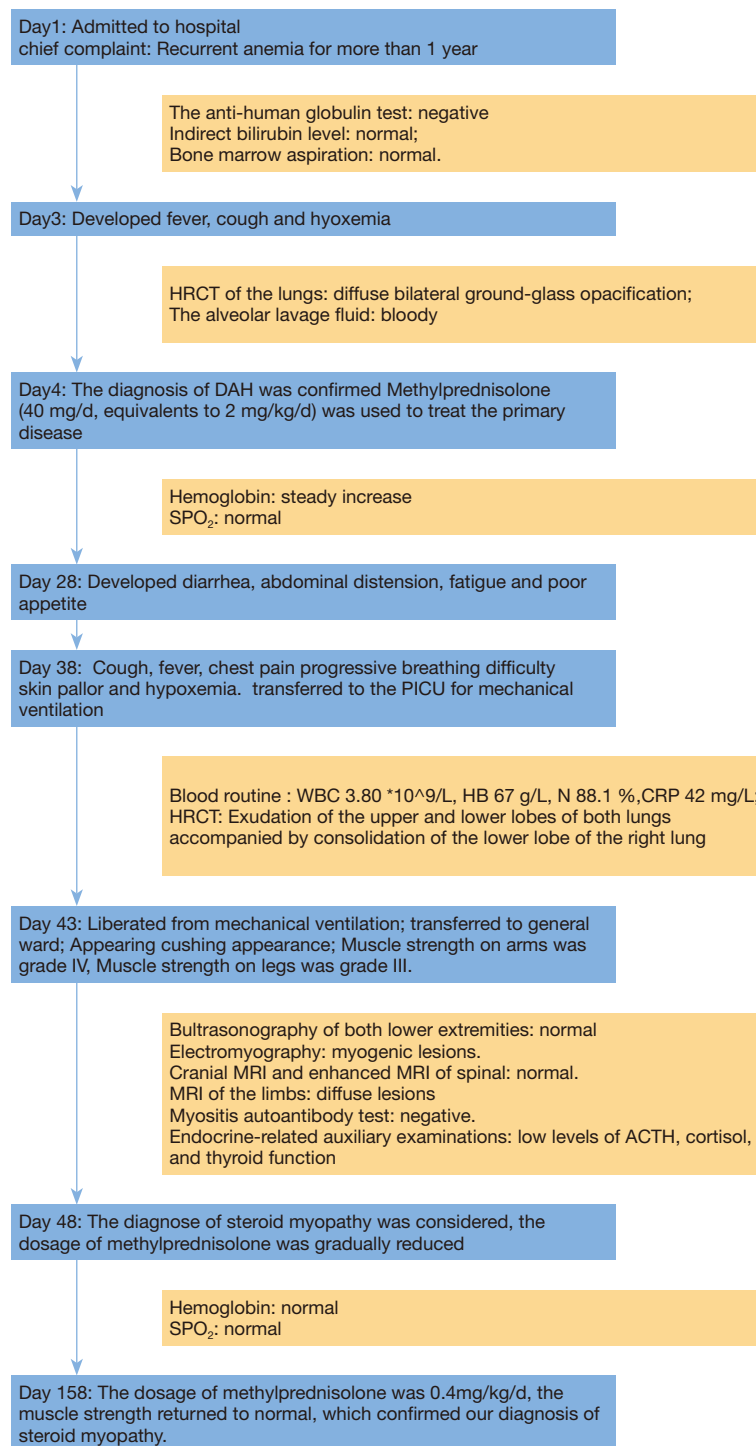 Day1: Admitted to hospital
chief complaint: Recurrent anemia for more than 1 year
The anti-human globulin test: negative
Indirect bilirubin level: normal;
Bone marrow aspiration: normal.
Day3: Developed fever, cough and hyoxemia
HRCT of the lungs: diffuse bilateral ground-glass opacification;
The alveolar lavage fluid: bloody
Day4: The diagnosis of DAH was confirmed Methylprednisolone
(40 mg/d, equivalents to 2 mg/kg/d) was used to treat the primary
disease
Hemoglobin: steady increase
SPO₂: normal
Day 28: Developed diarrhea, abdominal distension, fatigue and poor
appetite
Day 38:  Cough, fever, chest pain progressive breathing difficulty
skin pallor and hypoxemia.  transferred to the PICU for mechanical
ventilation
Blood routine : WBC 3.80 *10^9/L, HB 67 g/L, N 88.1 %,CRP 42 mg/L;
HRCT: Exudation of the upper and lower lobes of both lungs
accompanied by consolidation of the lower lobe of the right lung
Day 43: Liberated from mechanical ventilation; transferred to general
ward; Appearing cushing appearance; Muscle strength on arms was
grade IV, Muscle strength on legs was grade III.
Bultrasonography of both lower extremities: normal
Electromyography: myogenic lesions.
Cranial MRI and enhanced MRI of spinal: normal.
MRI of the limbs: diffuse lesions
Myositis autoantibody test: negative.
Endocrine-related auxiliary examinations: low levels of ACTH, cortisol,
and thyroid function
Day 48: The diagnose of steroid myopathy was considered, the
dosage of methylprednisolone was gradually reduced
Hemoglobin: normal
SPO₂: normal
Day 158: The dosage of methylprednisolone was 0.4mg/kg/d, the
muscle strength returned to normal, which confirmed our diagnosis of
steroid myopathy.